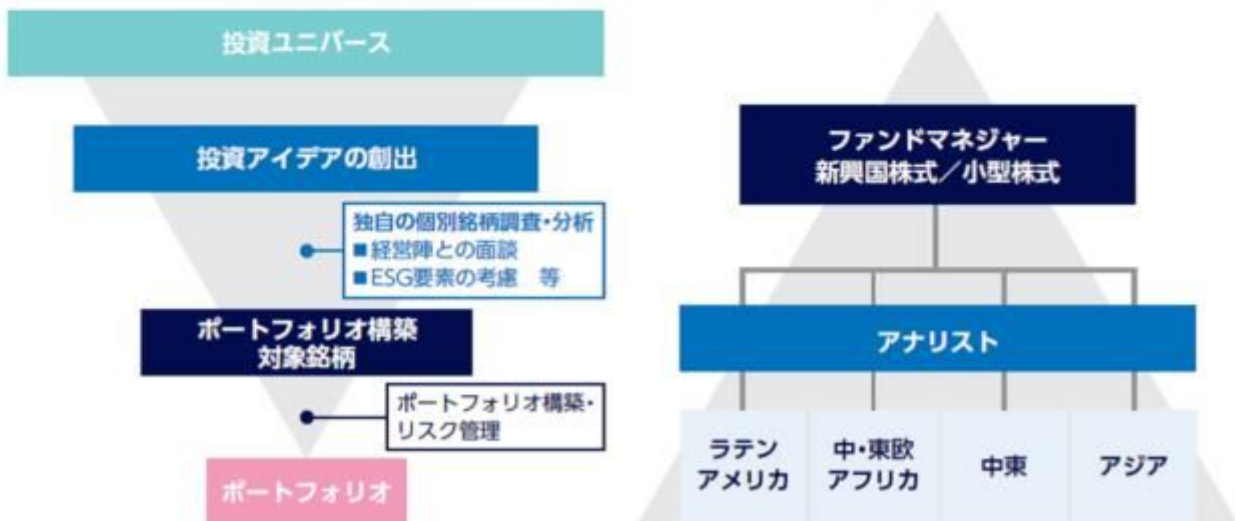 投資ユニバース
投資アイデアの創出
独自の個別銘柄調査・分析
■経営陣との面談
■ESG要素の考慮 等
ポートフォリオ構築
対象銘柄
ポートフォリオ構築・
リスク管理
ポートフォリオ
ファンドマネジャー
新興国株式／小型株式
アナリスト
ラテン
アメリカ
中・東欧
アフリカ
中東
アジア